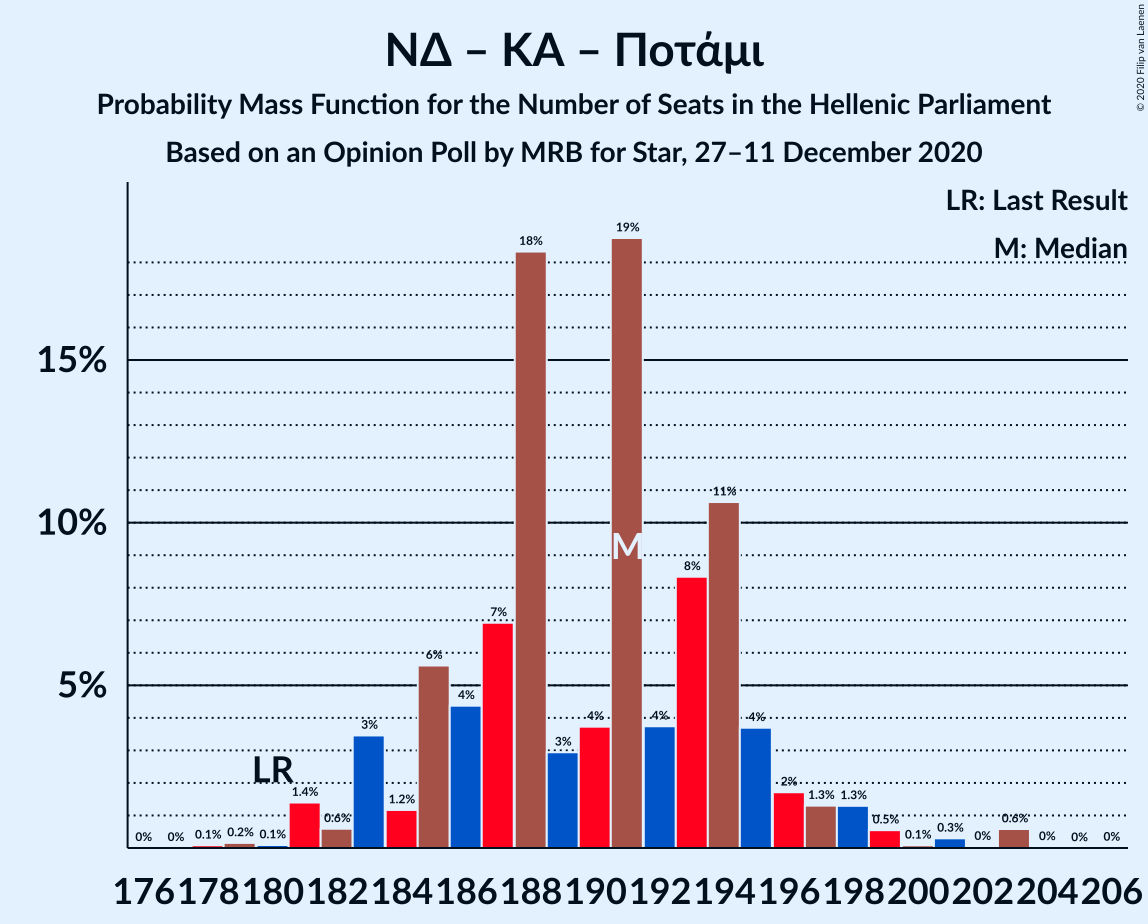 ΝΔ – ΚΑ – Ποτάμι
Probability Mass Function for the Number of Seats in the Hellenic Parliament
Based on an Opinion Poll by MRB for Star, 27–11 December 2020
© 2020 Filip van Laenen
LR: Last Result
M: Median
15%
10%
5%
0% 0% 0.1% 0.2% 0.1% 1.4% 0.6% 3% 1.2% 6% 4% 7% 18% 3% 4% 19% 4% 8% 11% 4% 2% 1.3% 1.3% 0.5% 0.1% 0.3% 0% 0.6% 0% 0% 0%
LR
M
176 178 180 182 184 186 188 190 192 194 196 198 200 202 204 206